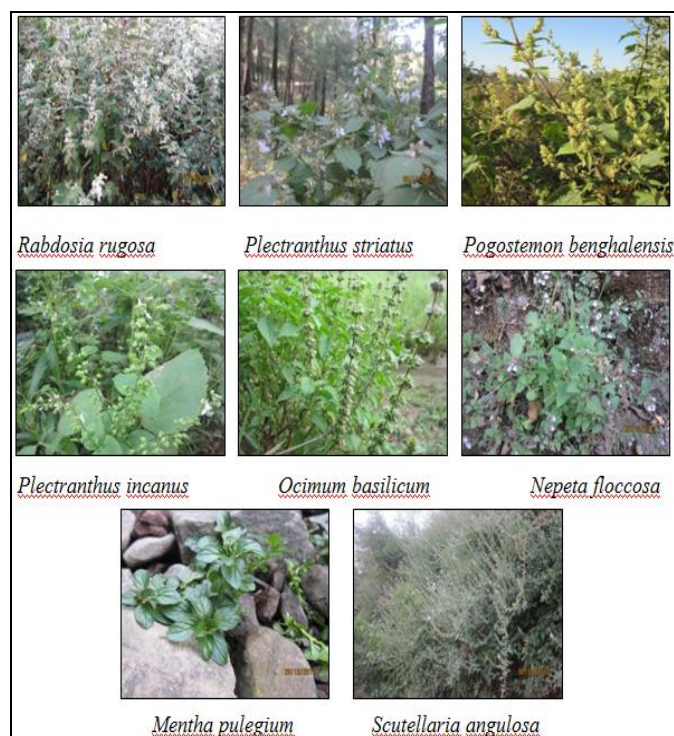 Rabdosia rugosa Plectranthus striatus Pogostemon benghalensis
Plectranthus incanus Ocimum basilicum Nepeta floccosa
Mentha pulegium Scutellaria angulosa